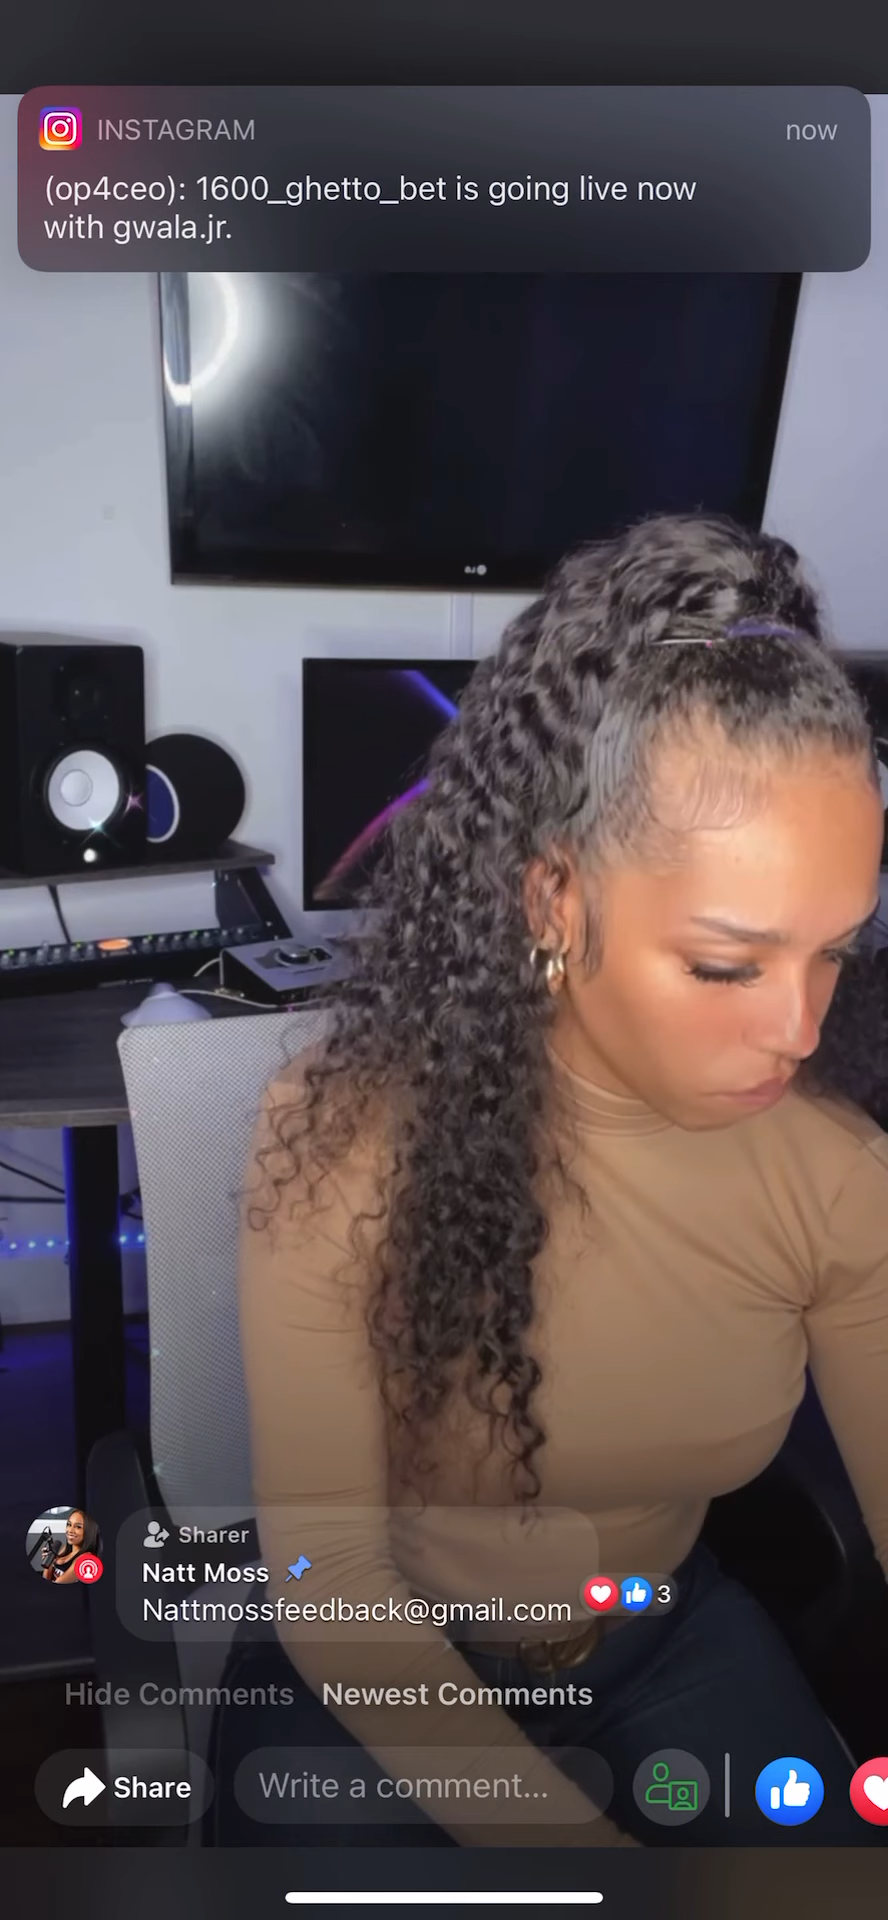 INSTAGRAM
now
(op4ceo): 1600_ghetto_bet is going live now
with gwala.jr.
Sharer
Natt Moss
Nattmossfeedback@gmail.com
3
Hide Comments
Newest Comments
Share
Write a comment...